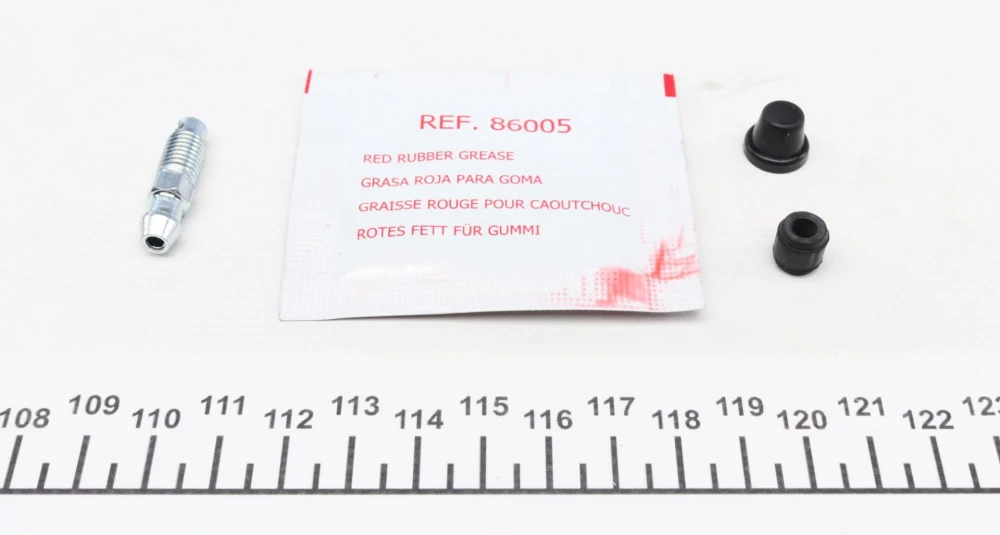 REF. 86005
RED RUBBER GREASE
GRASA ROJA PARA GOMA
GRAISSE ROUGE POUR CAOUTCHOUC
ROTES FETT FÜR GUMMI
108 109 110 111 112 113 114 115 116 117 118 119 120 121 122